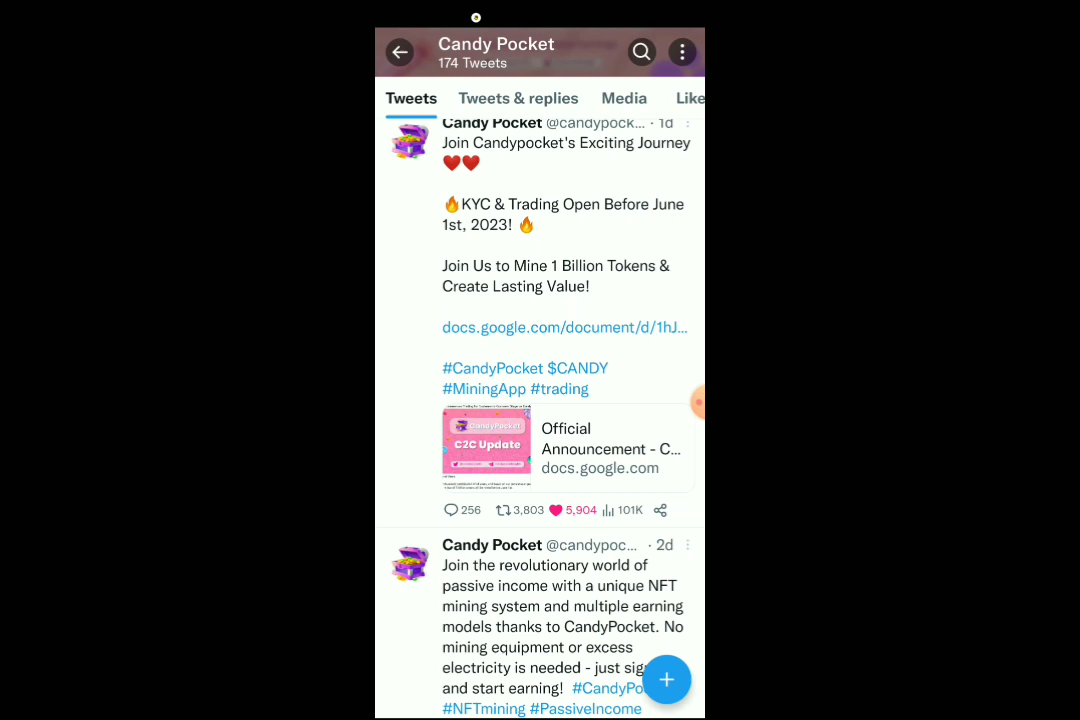 Candy Pocket
174 Tweets
Tweets Tweets & replies Media Like
Candy Pocket @candypock... · 1d
Join Candypocket's Exciting Journey
❤️❤️
🔥KYC & Trading Open Before June
1st, 2023! 🔥
Join Us to Mine 1 Billion Tokens &
Create Lasting Value!
docs.google.com/document/d/1hJ...
#CandyPocket $CANDY
#MiningApp #trading
CandyPocket
C2C Update
Official
Announcement - C...
docs.google.com
256 3,803 5,904 101K
Candy Pocket @candypoc... · 2d
Join the revolutionary world of
passive income with a unique NFT
mining system and multiple earning
models thanks to CandyPocket. No
mining equipment or excess
electricity is needed - just sig
and start earning! #CandyPo
#NFTmining #PassiveIncome